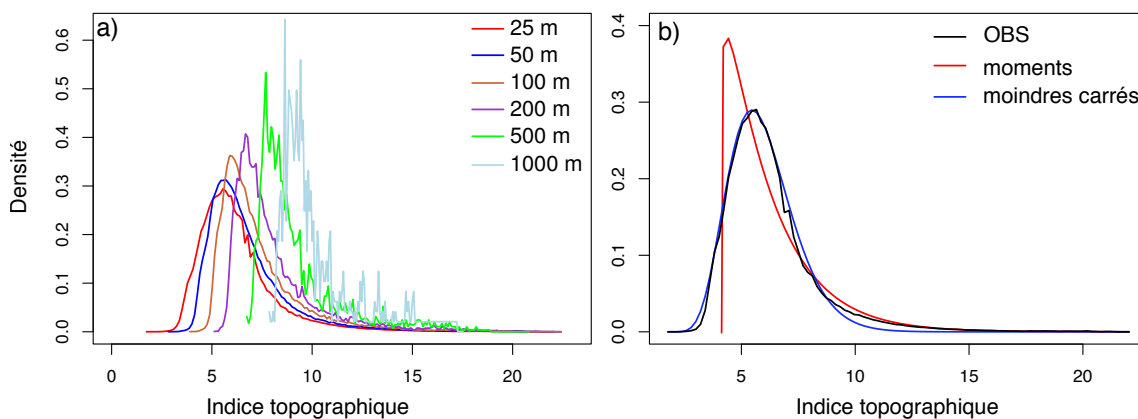 a)
25 m
50 m
100 m
200 m
500 m
1000 m
Densité
0.0 0.1 0.2 0.3 0.4 0.5 0.6
0 5 10 15 20
Indice topographique
b)
OBS
moments
moindres carrés
0.0 0.1 0.2 0.3 0.4
5 10 15 20
Indice topographique